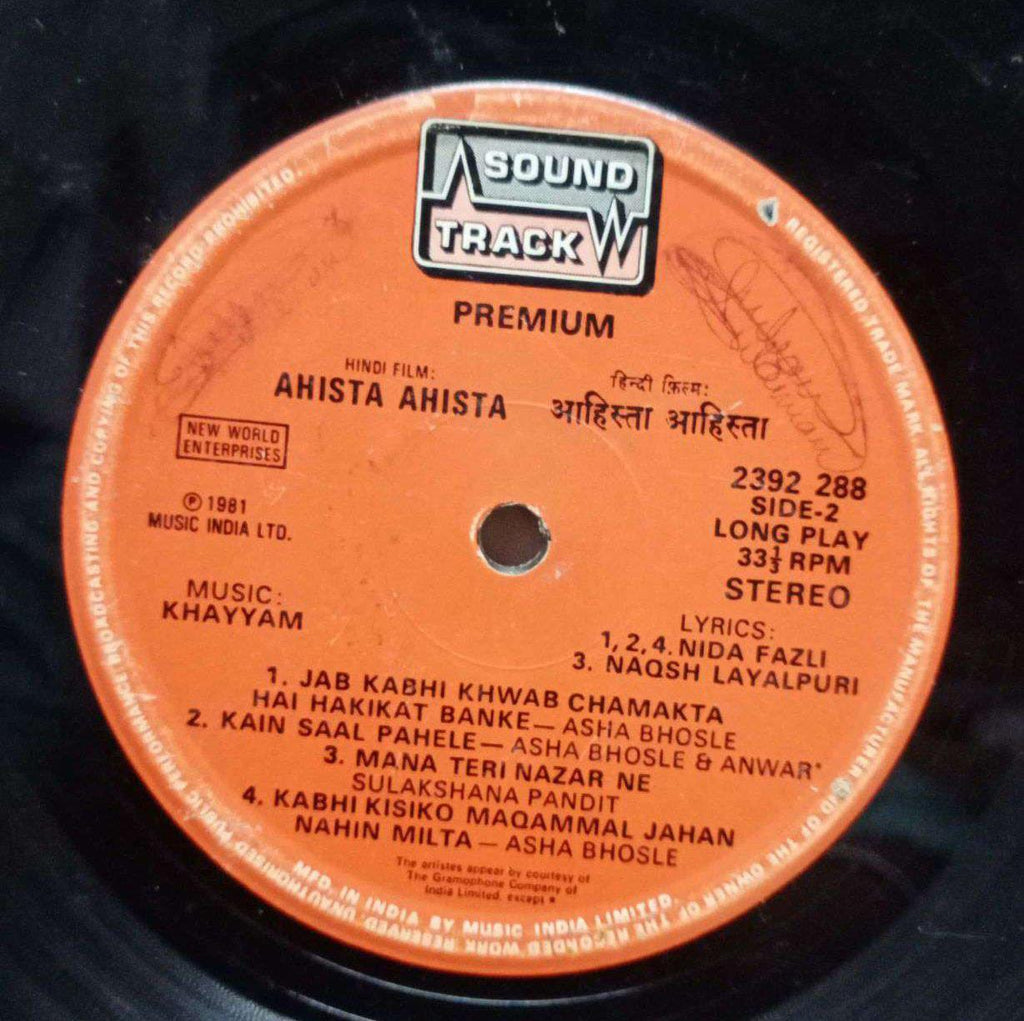 SOUND
TRACK
PREMIUM
HINDI FILM:
AHISTA AHISTA
हिन्दी फ़िल्म:
आहिस्ता आहिस्ता
NEW WORLD
ENTERPRISES
Ⓟ 1981
MUSIC INDIA LTD.
2392 288
SIDE-2
LONG PLAY
33⅓ RPM
STEREO
MUSIC:
KHAYYAM
LYRICS:
1, 2, 4. NIDA FAZLI
3. NAQSH LAYALPURI
1. JAB KABHI KHWAB CHAMAKTA
HAI HAKIKAT BANKE — ASHA BHOSLE
2. KAIN SAAL PAHELE — ASHA BHOSLE & ANWAR*
3. MANA TERI NAZAR NE
SULAKSHANA PANDIT
4. KABHI KISIKO MAQAMMAL JAHAN
NAHIN MILTA — ASHA BHOSLE
The artistes appear by courtesy of
The Gramophone Company of
India Limited, except *
REGISTERED TRADE MARK. ALL RIGHTS OF THE MANUFACTURER AND OF THE OWNER OF THE RECORDED WORK RESERVED. UNAUTHORISED PUBLIC PERFORMANCE BROADCASTING AND COPYING OF THIS RECORD PROHIBITED.
MFD. IN INDIA BY MUSIC INDIA LIMITED.